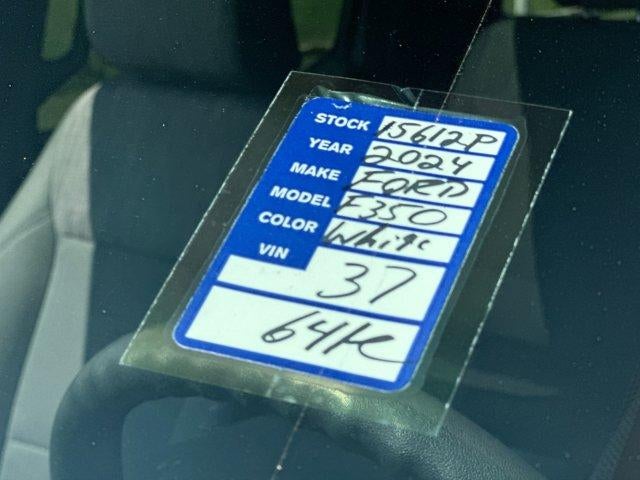 STOCK 15612P
YEAR 2024
MAKE FORD
MODEL F350
COLOR White
VIN 37
64K